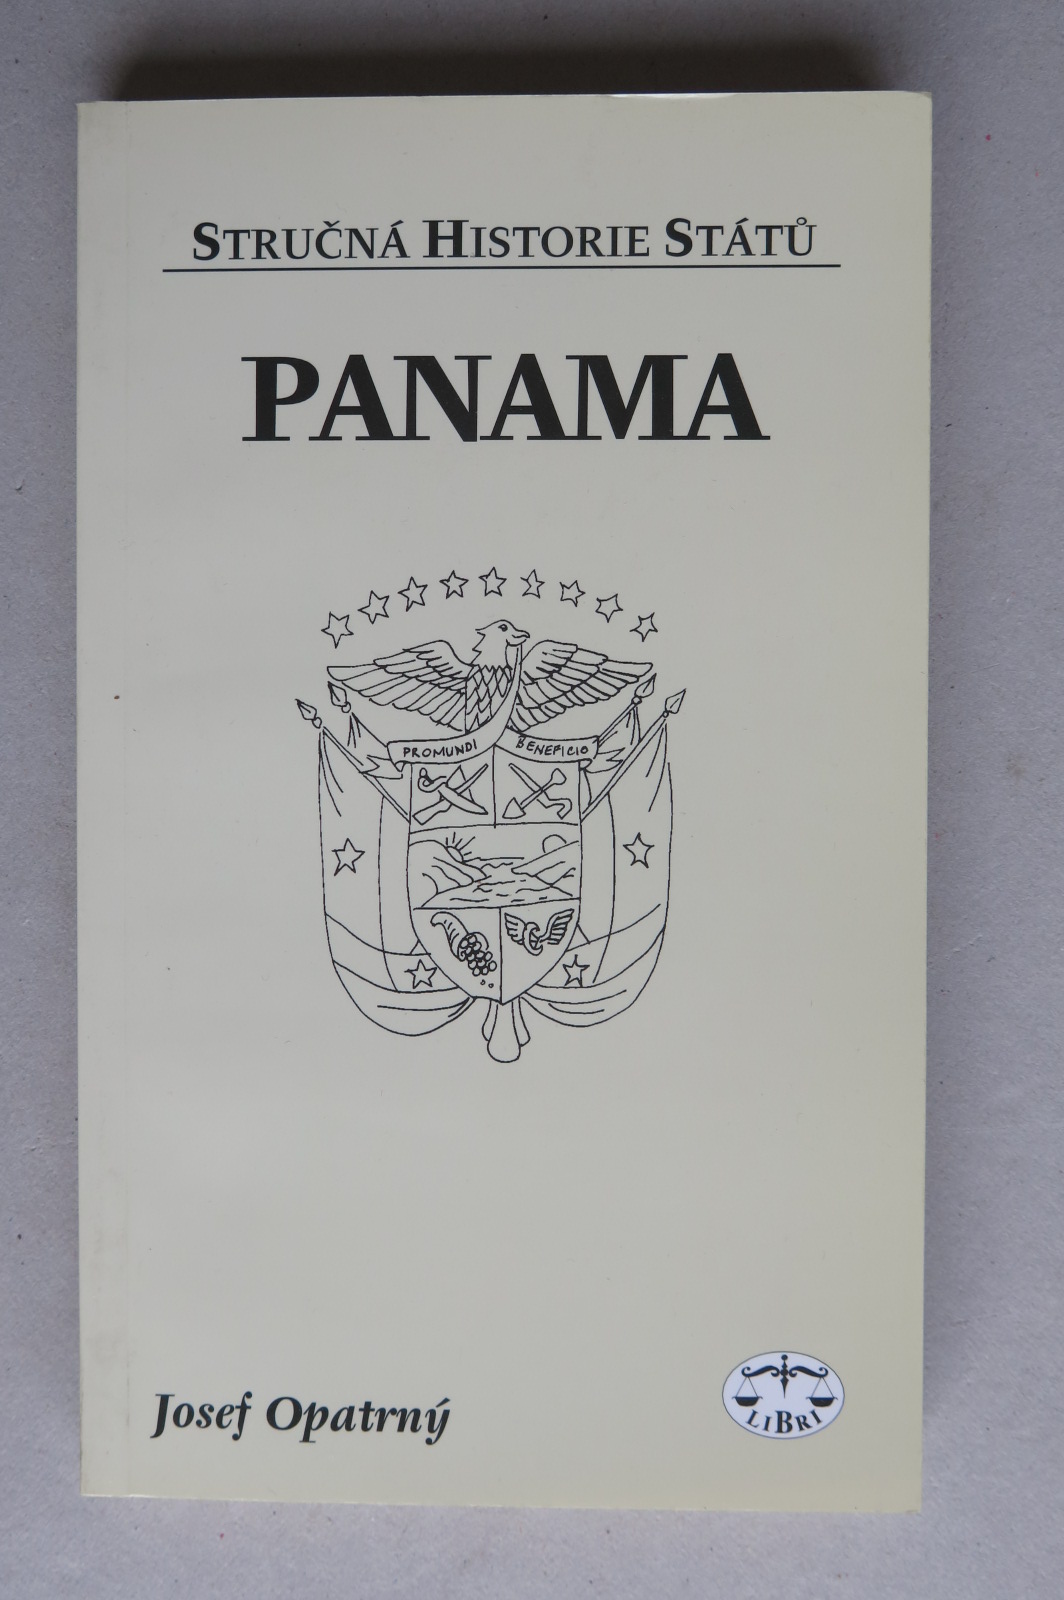 STRUČNÁ HISTORIE STÁTŮ
PANAMA
PROMUNDI BENEFICIO
Josef Opatrný
LIBRI